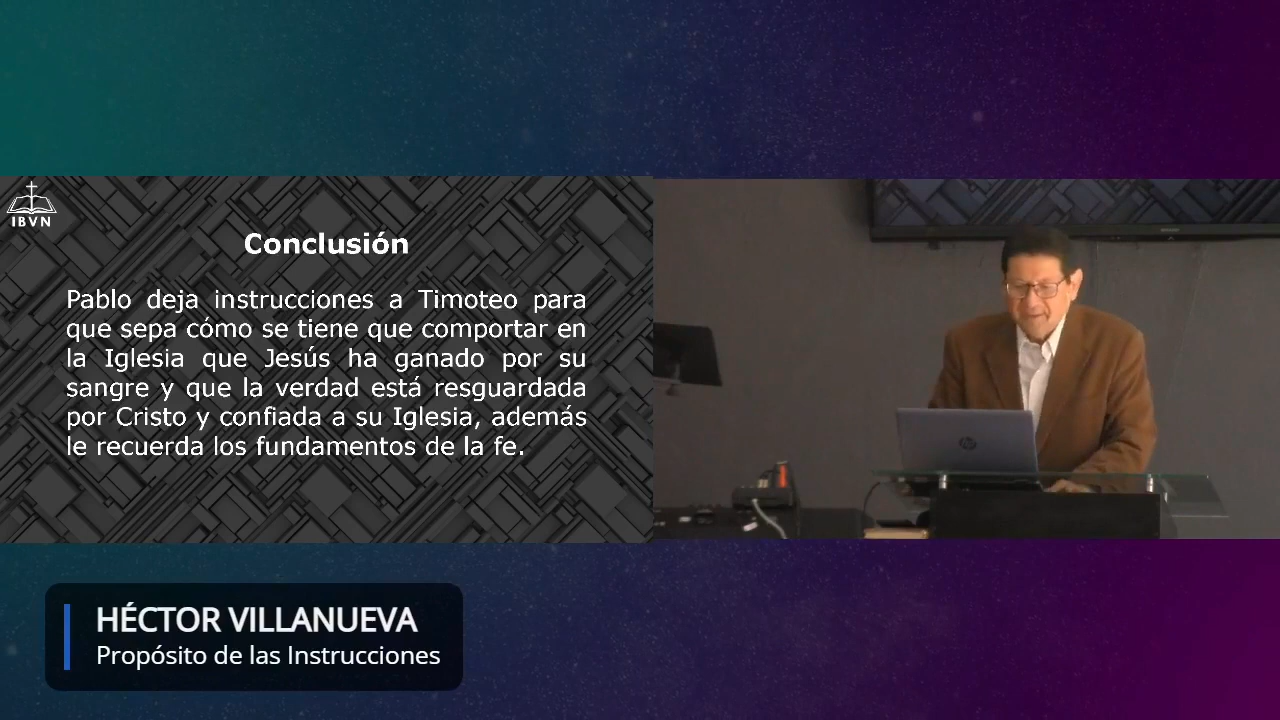 IBVN
Conclusión
Pablo deja instrucciones a Timoteo para
que sepa cómo se tiene que comportar en
la Iglesia que Jesús ha ganado por su
sangre y que la verdad está resguardada
por Cristo y confiada a su Iglesia, además
le recuerda los fundamentos de la fe.
hp
HÉCTOR VILLANUEVA
Propósito de las Instrucciones